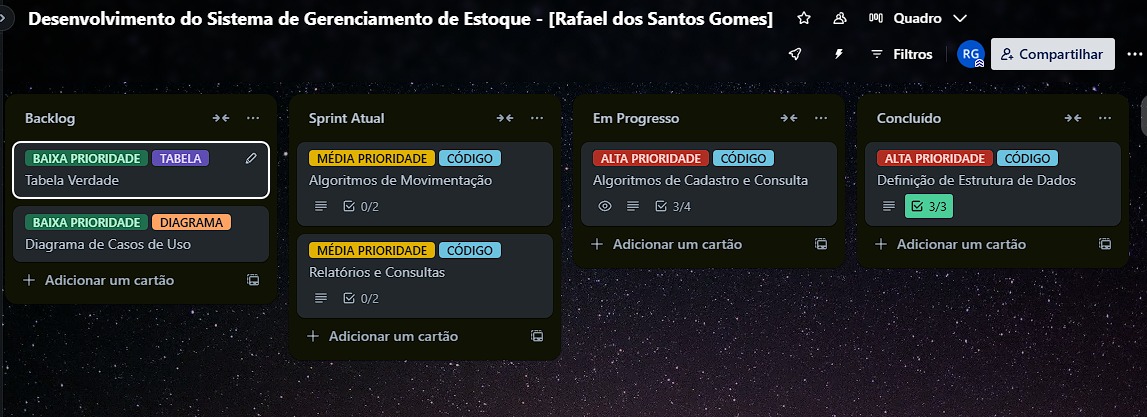 Desenvolvimento do Sistema de Gerenciamento de Estoque - [Rafael dos Santos Gomes]
Quadro
Filtros
RG
Compartilhar
Backlog
BAIXA PRIORIDADE TABELA
Tabela Verdade
BAIXA PRIORIDADE DIAGRAMA
Diagrama de Casos de Uso
Adicionar um cartão
Sprint Atual
MÉDIA PRIORIDADE CÓDIGO
Algoritmos de Movimentação
0/2
MÉDIA PRIORIDADE CÓDIGO
Relatórios e Consultas
0/2
Adicionar um cartão
Em Progresso
ALTA PRIORIDADE CÓDIGO
Algoritmos de Cadastro e Consulta
3/4
Adicionar um cartão
Concluído
ALTA PRIORIDADE CÓDIGO
Definição de Estrutura de Dados
3/3
Adicionar um cartão